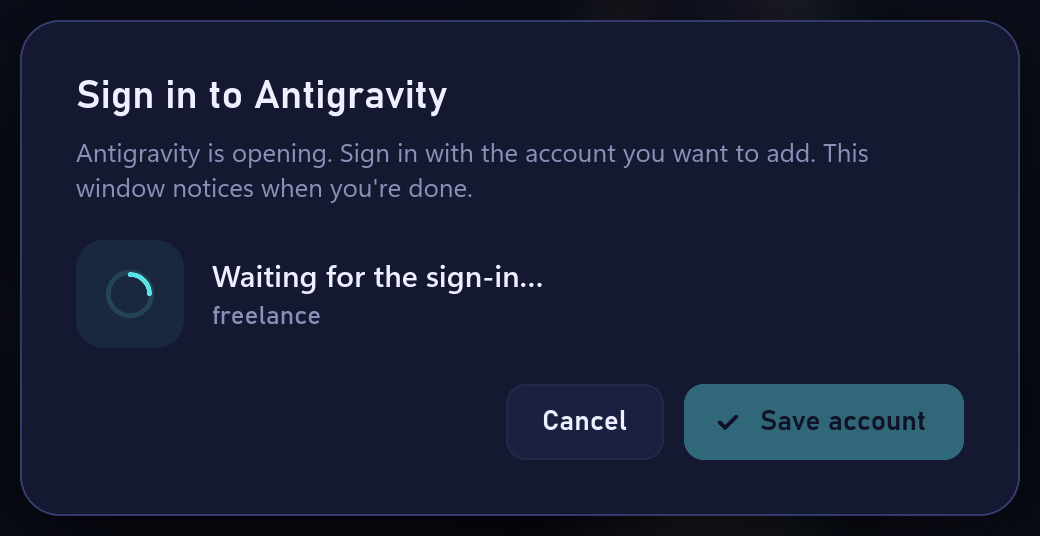 Sign in to Antigravity
Antigravity is opening. Sign in with the account you want to add. This
window notices when you're done.
Waiting for the sign-in...
freelance
Cancel
Save account